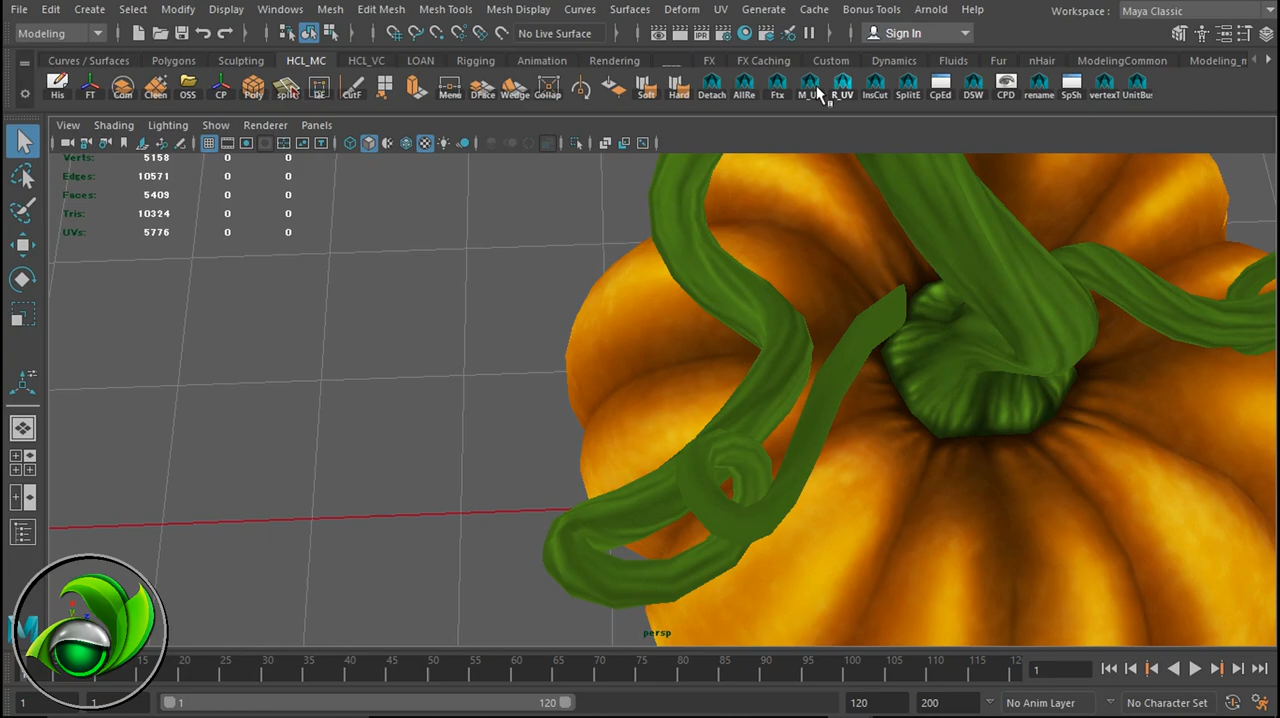 File Edit Create Select Modify Display Windows Mesh Edit Mesh Mesh Tools Mesh Display Curves Surfaces Deform UV Generate Cache Bonus Tools Arnold Help Workspace : Maya Classic
Modeling No Live Surface Sign In
Curves / Surfaces Polygons Sculpting HCL_MC HCL_VC LOAN Rigging Animation Rendering ____ FX FX Caching Custom Dynamics Fluids Fur nHair ModelingCommon Modeling_n
His FT Com Cleen OSS CP Poly split DE CutF Menu DFace Wedge Collap Soft Hard Detach AllRe Ftx M_U R_UV InsCut SplitE CpEd DSW CPD rename SpSh vertexT UnitBus
View Shading Lighting Show Renderer Panels
Verts: 5158 0 0
Edges: 10571 0 0
Faces: 5409 0 0
Tris: 10324 0 0
UVs: 5776 0 0
persp
15 20 25 30 35 40 45 50 55 60 65 70 75 80 85 90 95 100 105 110 115 12 1
1 1 1 120 120 200 No Anim Layer No Character Set